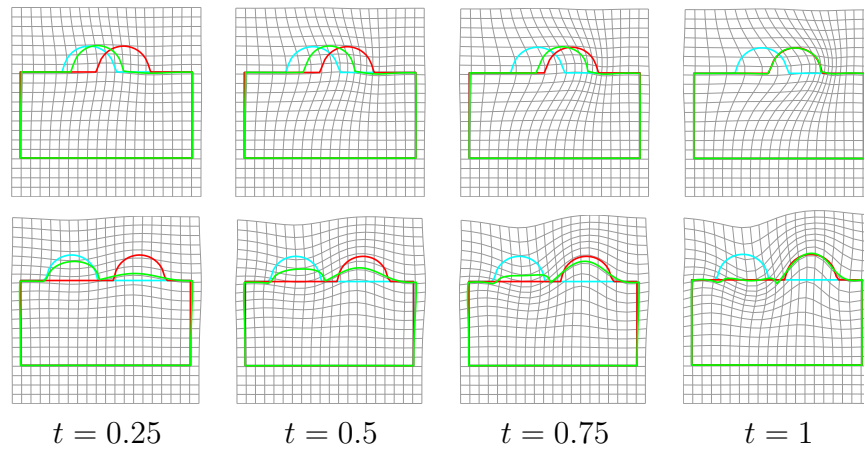 t = 0.25 t = 0.5 t = 0.75 t = 1